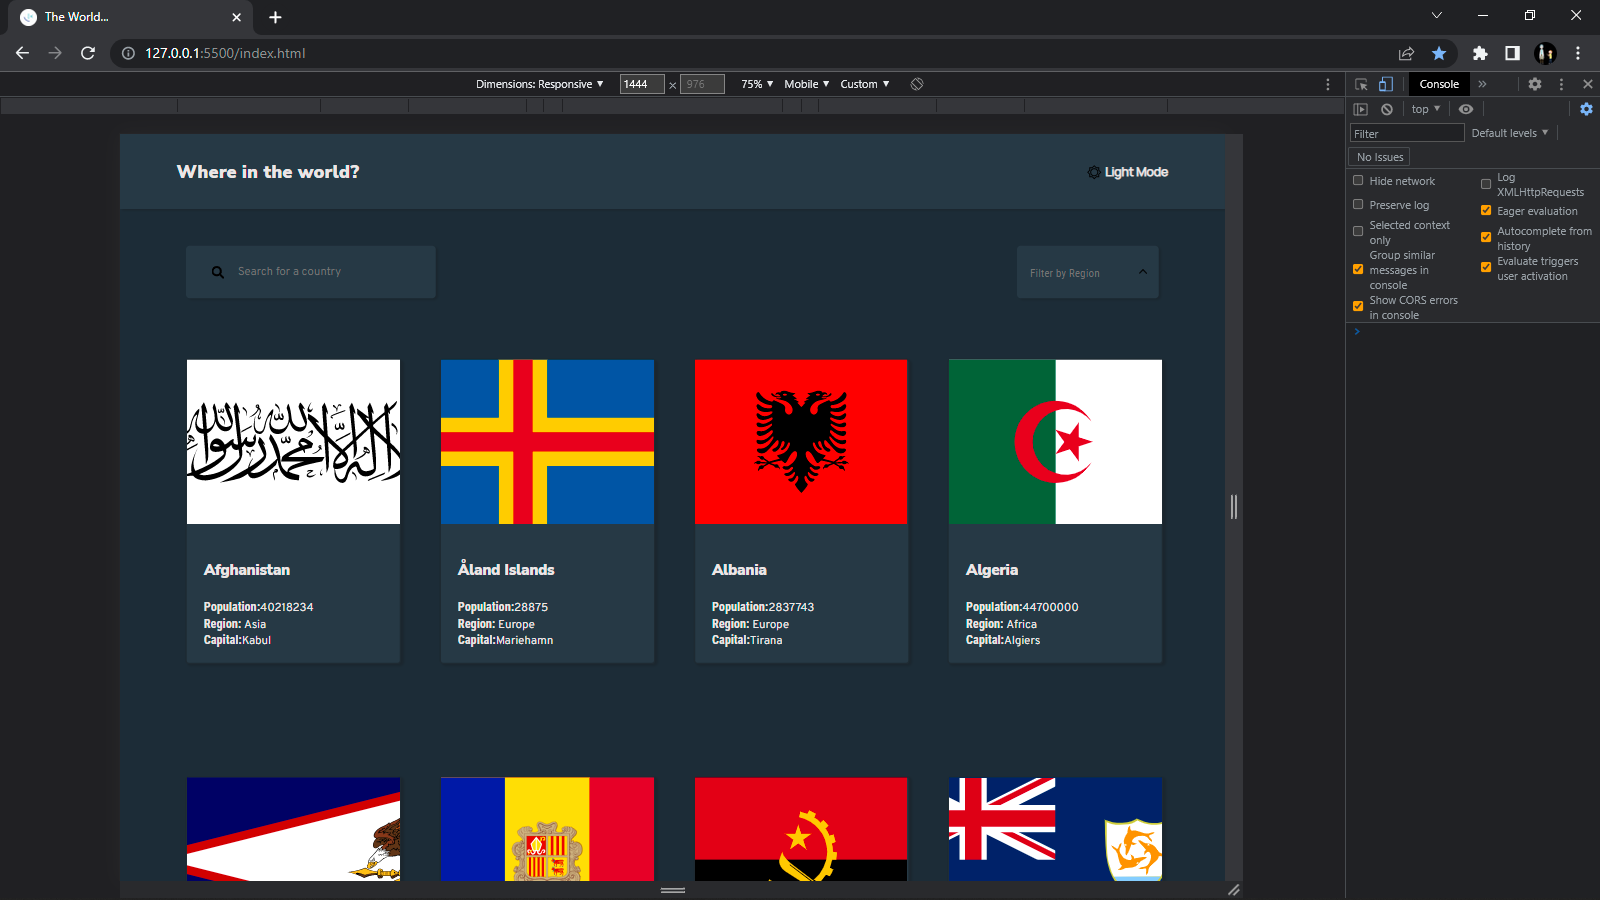 The World...
127.0.0.1:5500/index.html
Dimensions: Responsive 1444 × 976 75% Mobile Custom
Console
top
Filter Default levels
No Issues
Hide network
Preserve log
Selected context only
Group similar messages in console
Show CORS errors in console
Log XMLHttpRequests
Eager evaluation
Autocomplete from history
Evaluate triggers user activation
Where in the world? Light Mode
Search for a country Filter by Region
Afghanistan
Population:40218234
Region: Asia
Capital:Kabul
Åland Islands
Population:28875
Region: Europe
Capital:Mariehamn
Albania
Population:2837743
Region: Europe
Capital:Tirana
Algeria
Population:44700000
Region: Africa
Capital:Algiers